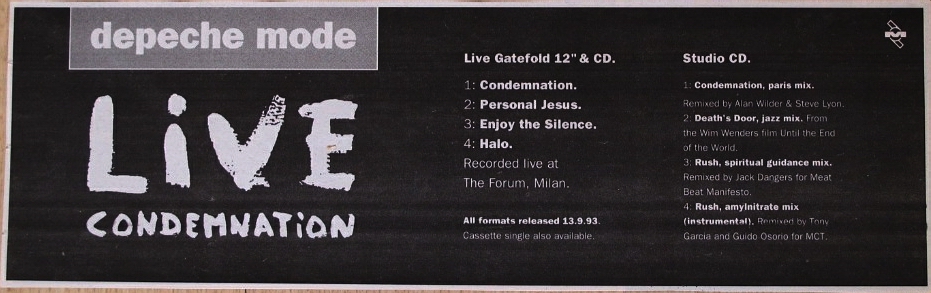 depeche mode
LiVE
CONDEMNATiON
Live Gatefold 12" & CD.
1: Condemnation.
2: Personal Jesus.
3: Enjoy the Silence.
4: Halo.
Recorded live at
The Forum, Milan.
All formats released 13.9.93.
Cassette single also available.
Studio CD.
1: Condemnation, paris mix.
Remixed by Alan Wilder & Steve Lyon.
2: Death's Door, jazz mix. From
the Wim Wenders film Until the End
of the World.
3: Rush, spiritual guidance mix.
Remixed by Jack Dangers for Meat
Beat Manifesto.
4: Rush, amylnitrate mix
(instrumental). Remixed by Tony
Garcia and Guido Osorio for MCT.